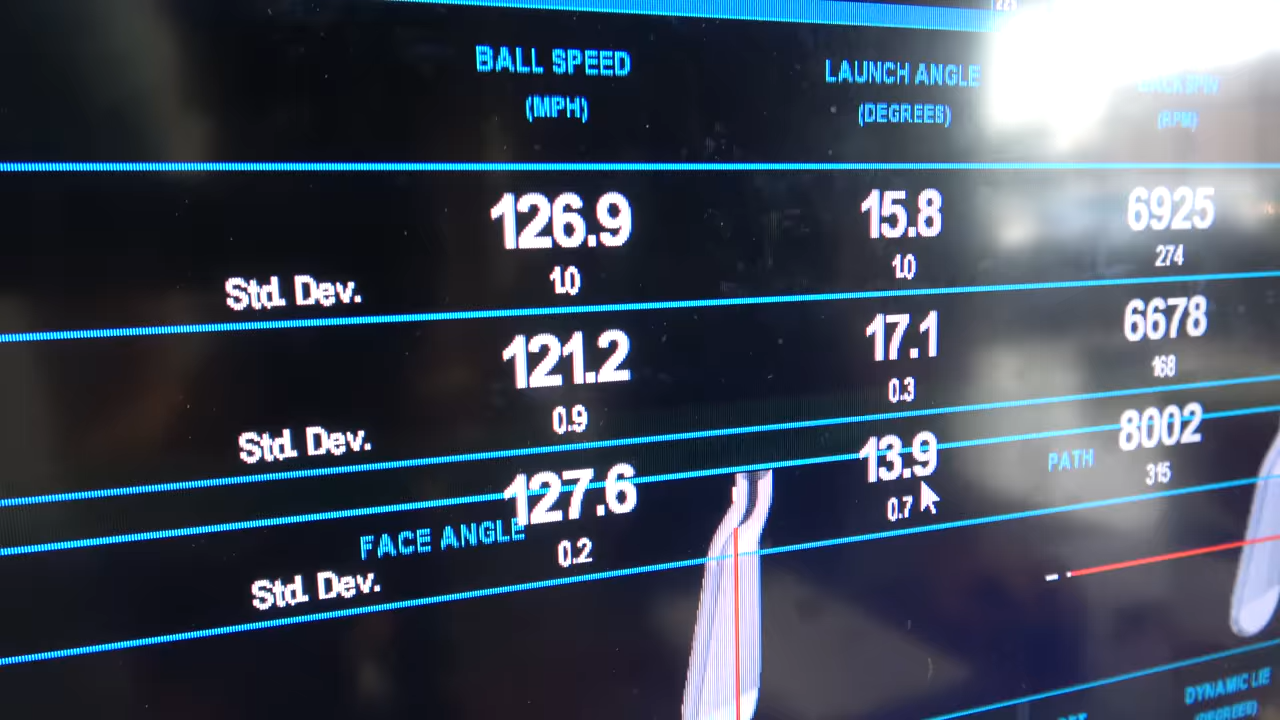 BALL SPEED
(MPH)
LAUNCH ANGLE
(DEGREES)
BACKSPIN
(RPM)
126.9
15.8
6925
Std. Dev.
1.0
1.0
274
121.2
17.1
6678
Std. Dev.
0.9
0.3
168
127.6
13.9
8002
PATH
FACE ANGLE
Std. Dev.
0.2
0.7
315
DYNAMIC LIE
(DEGREES)